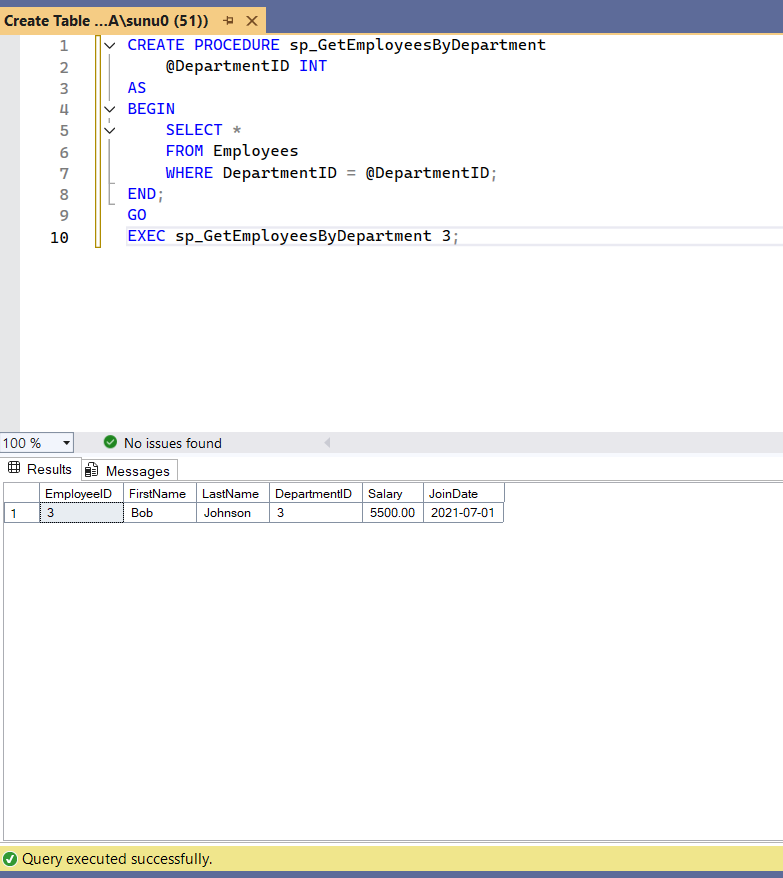 Create Table ...A\sunu0 (51))
1 CREATE PROCEDURE sp_GetEmployeesByDepartment
2 @DepartmentID INT
3 AS
4 BEGIN
5 SELECT *
6 FROM Employees
7 WHERE DepartmentID = @DepartmentID;
8 END;
9 GO
10 EXEC sp_GetEmployeesByDepartment 3;
100 % No issues found
Results Messages
EmployeeID FirstName LastName DepartmentID Salary JoinDate
1 3 Bob Johnson 3 5500.00 2021-07-01
Query executed successfully.